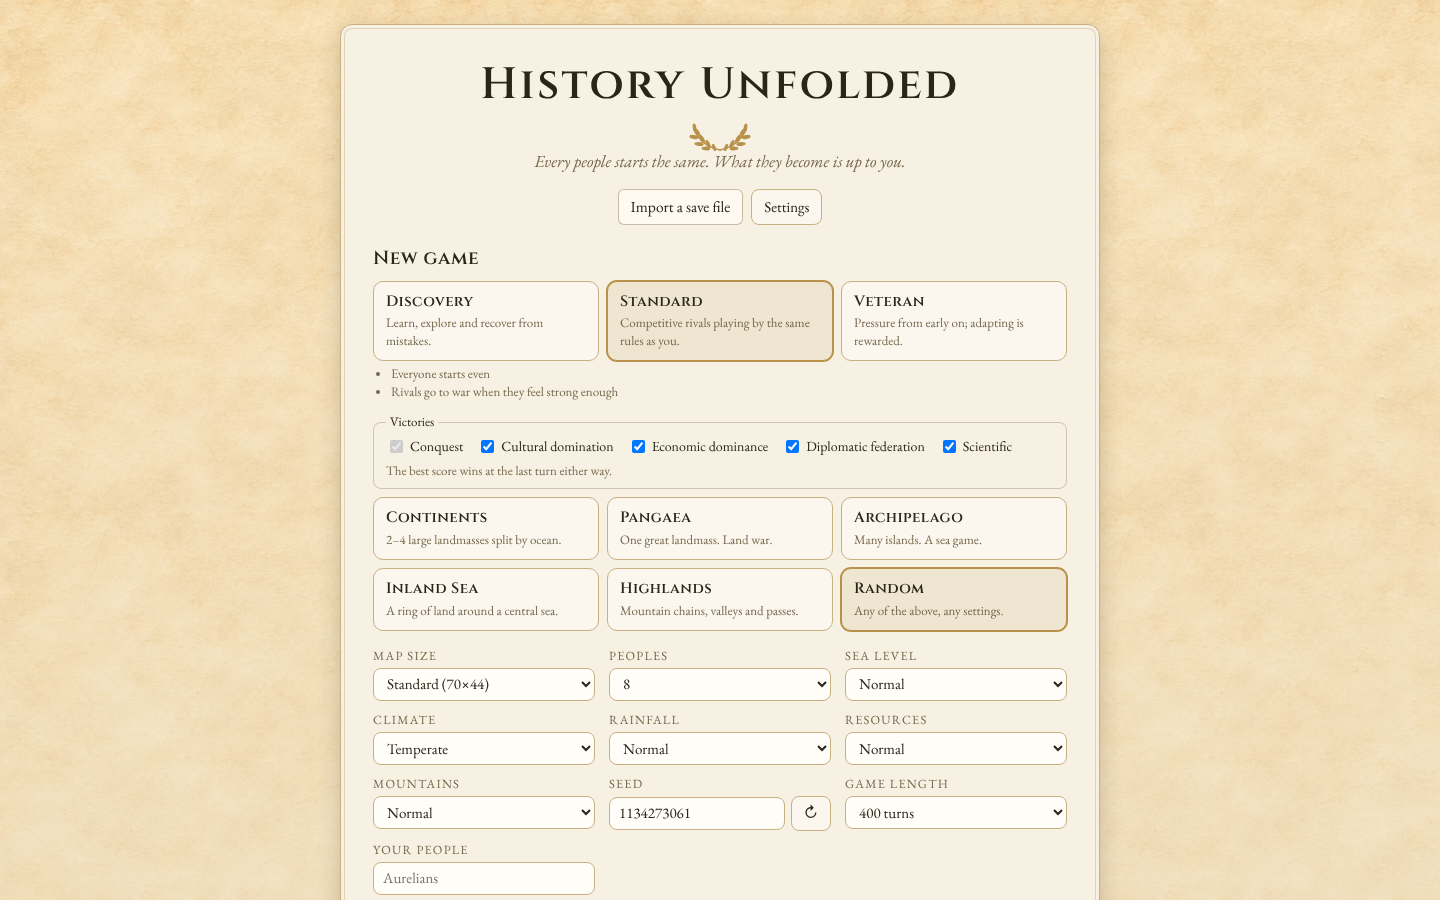 History Unfolded
Every people starts the same. What they become is up to you.
Import a save file
Settings
New game
Discovery
Learn, explore and recover from
mistakes.
Standard
Competitive rivals playing by the same
rules as you.
Veteran
Pressure from early on; adapting is
rewarded.
• Everyone starts even
• Rivals go to war when they feel strong enough
Victories
Conquest
Cultural domination
Economic dominance
Diplomatic federation
Scientific
The best score wins at the last turn either way.
Continents
2–4 large landmasses split by ocean.
Pangaea
One great landmass. Land war.
Archipelago
Many islands. A sea game.
Inland Sea
A ring of land around a central sea.
Highlands
Mountain chains, valleys and passes.
Random
Any of the above, any settings.
MAP SIZE
Standard (70×44)
PEOPLES
8
SEA LEVEL
Normal
CLIMATE
Temperate
RAINFALL
Normal
RESOURCES
Normal
MOUNTAINS
Normal
SEED
1134273061
GAME LENGTH
400 turns
YOUR PEOPLE
Aurelians